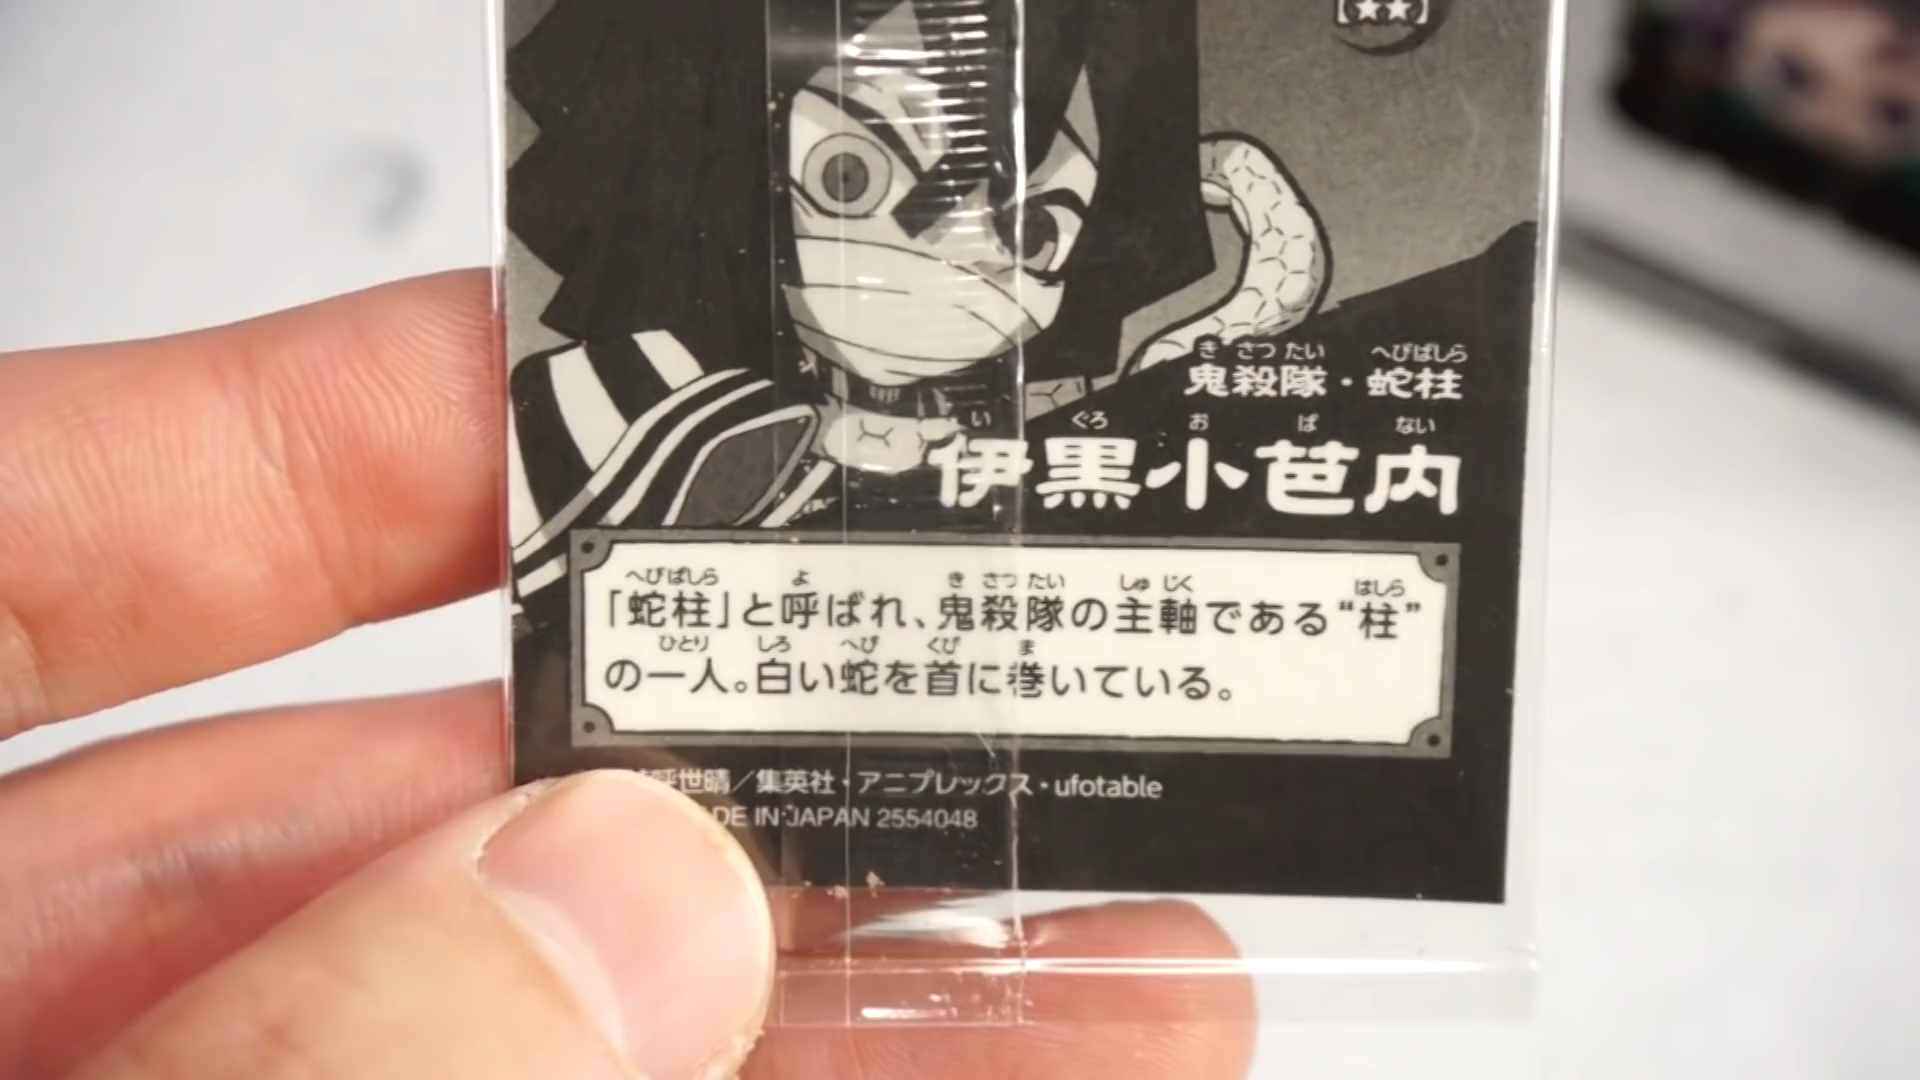 きさつたい へびばしら
鬼殺隊・蛇柱
いぐろおばない
伊黒小芭内
へびばしら よ きさつたい しゅじく はしら
「蛇柱」と呼ばれ、鬼殺隊の主軸である“柱”
ひとり しろ へび くび ま
の一人。白い蛇を首に巻いている。
呼世晴／集英社・アニプレックス・ufotable
DE IN JAPAN 2554048